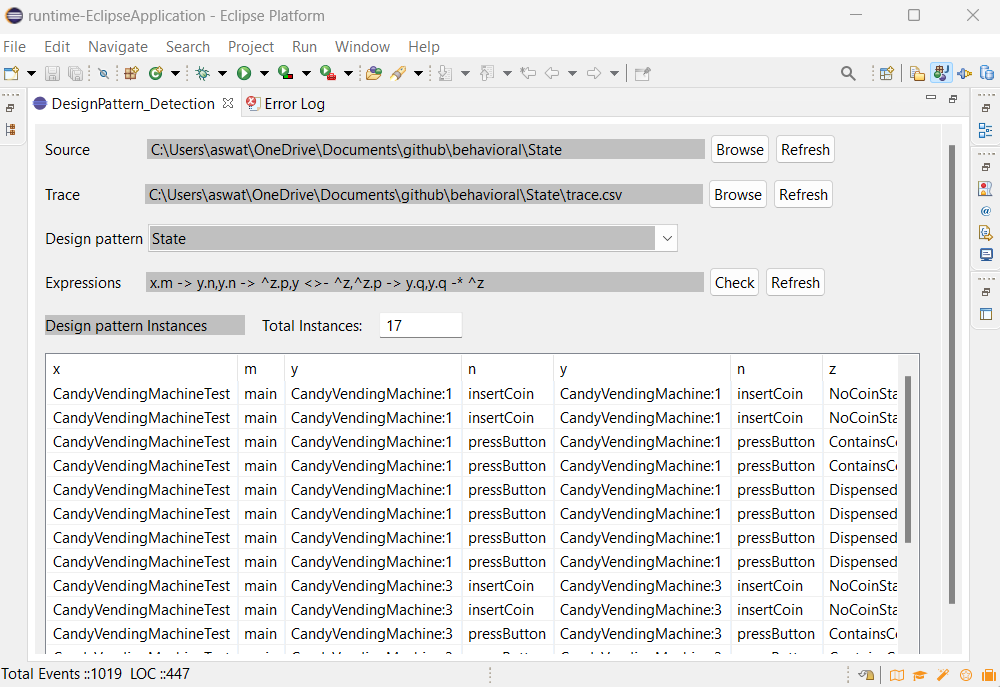 runtime-EclipseApplication - Eclipse Platform
File Edit Navigate Search Project Run Window Help
DesignPattern_Detection Error Log
Source C:\Users\aswat\OneDrive\Documents\github\behavioral\State Browse Refresh
Trace C:\Users\aswat\OneDrive\Documents\github\behavioral\State\trace.csv Browse Refresh
Design pattern State
Expressions x.m -> y.n,y.n -> ^z.p,y <>- ^z,^z.p -> y.q,y.q -* ^z Check Refresh
Design pattern Instances Total Instances: 17
x m y n y n z
CandyVendingMachineTest main CandyVendingMachine:1 insertCoin CandyVendingMachine:1 insertCoin NoCoinSta
CandyVendingMachineTest main CandyVendingMachine:1 insertCoin CandyVendingMachine:1 insertCoin NoCoinSta
CandyVendingMachineTest main CandyVendingMachine:1 pressButton CandyVendingMachine:1 pressButton ContainsC
CandyVendingMachineTest main CandyVendingMachine:1 pressButton CandyVendingMachine:1 pressButton ContainsC
CandyVendingMachineTest main CandyVendingMachine:1 pressButton CandyVendingMachine:1 pressButton Dispensed
CandyVendingMachineTest main CandyVendingMachine:1 pressButton CandyVendingMachine:1 pressButton Dispensed
CandyVendingMachineTest main CandyVendingMachine:1 pressButton CandyVendingMachine:1 pressButton Dispensed
CandyVendingMachineTest main CandyVendingMachine:1 pressButton CandyVendingMachine:1 pressButton Dispensed
CandyVendingMachineTest main CandyVendingMachine:3 insertCoin CandyVendingMachine:3 insertCoin NoCoinSta
CandyVendingMachineTest main CandyVendingMachine:3 insertCoin CandyVendingMachine:3 insertCoin NoCoinSta
CandyVendingMachineTest main CandyVendingMachine:3 pressButton CandyVendingMachine:3 pressButton ContainsC
Total Events ::1019 LOC ::447